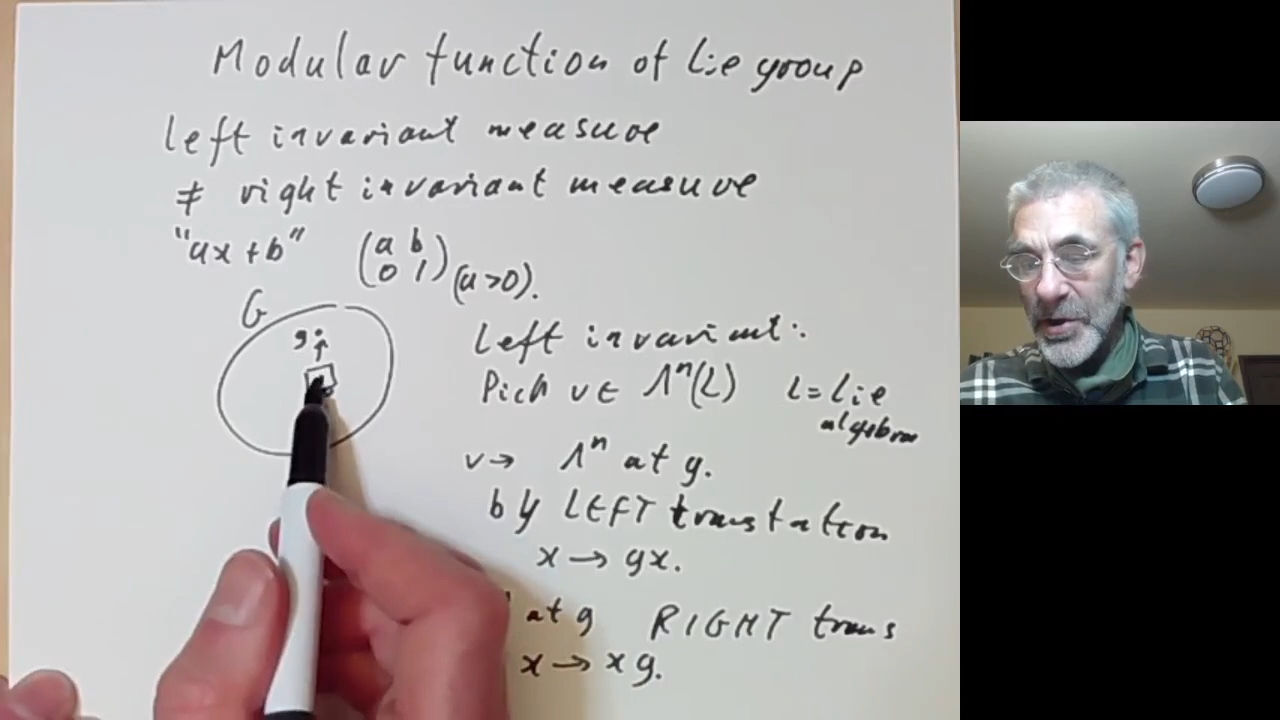 Modular function of Lie group
left invariant measure
≠ right invariant measure
"ax+b" (a b
0 1) (a>0).
G
g
Left invariant:
Pick v ∈ Λⁿ(L) L = Lie
algebra
v → Λⁿ at g.
by LEFT translation
x → gx.
at g RIGHT trans
x → xg.